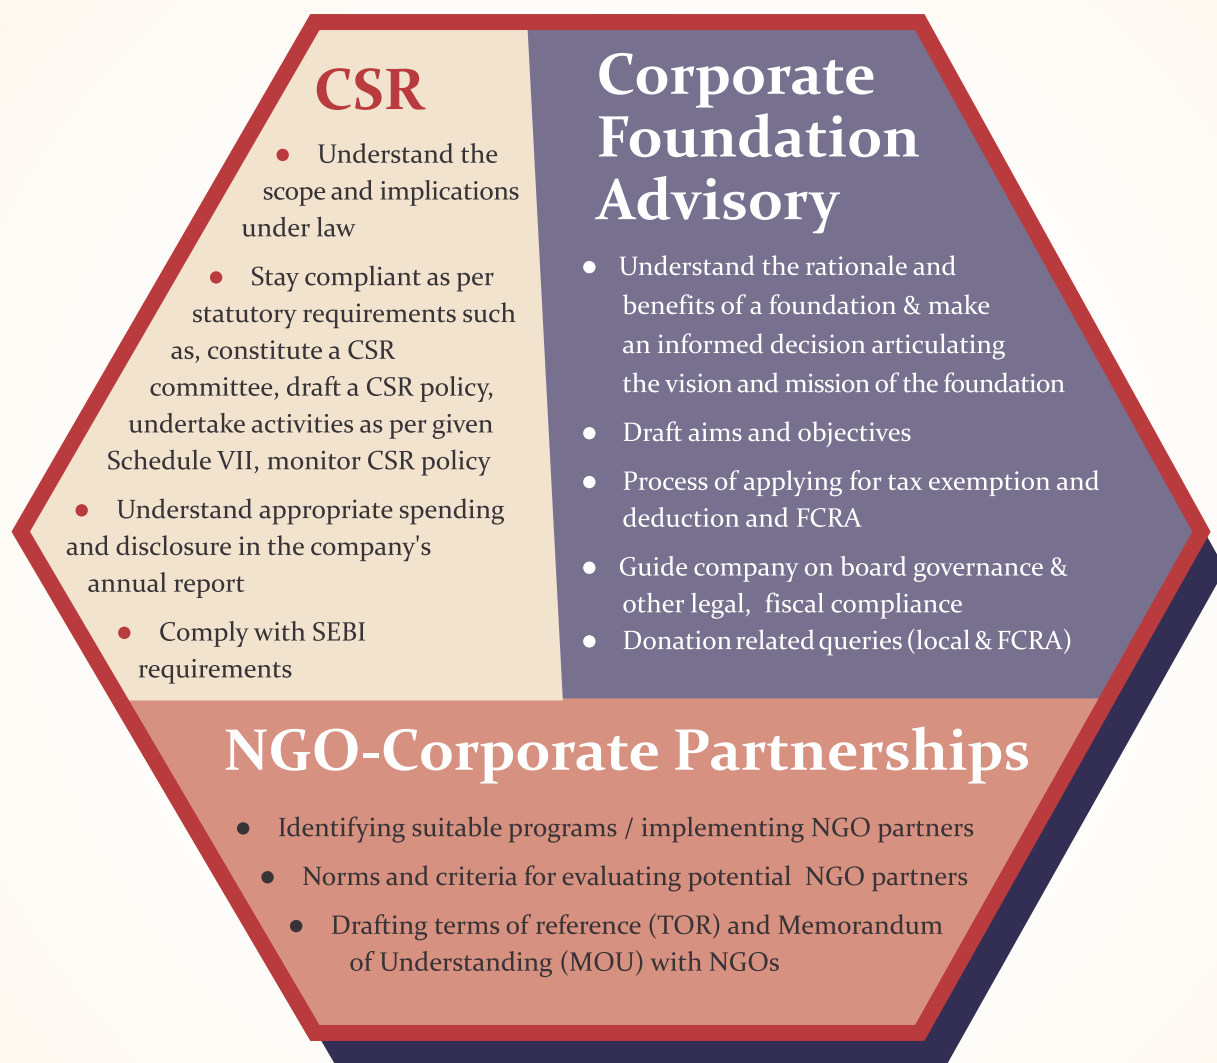 CSR
● Understand the
scope and implications
under law
● Stay compliant as per
statutory requirements such
as, constitute a CSR
committee, draft a CSR policy,
undertake activities as per given
Schedule VII, monitor CSR policy
● Understand appropriate spending
and disclosure in the company's
annual report
● Comply with SEBI
requirements
Corporate
Foundation
Advisory
● Understand the rationale and
benefits of a foundation & make
an informed decision articulating
the vision and mission of the foundation
● Draft aims and objectives
● Process of applying for tax exemption and
deduction and FCRA
● Guide company on board governance &
other legal, fiscal compliance
● Donation related queries (local & FCRA)
NGO-Corporate Partnerships
● Identifying suitable programs / implementing NGO partners
● Norms and criteria for evaluating potential NGO partners
● Drafting terms of reference (TOR) and Memorandum
of Understanding (MOU) with NGOs